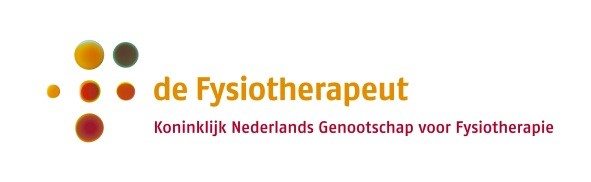 de Fysiotherapeut
Koninklijk Nederlands Genootschap voor Fysiotherapie